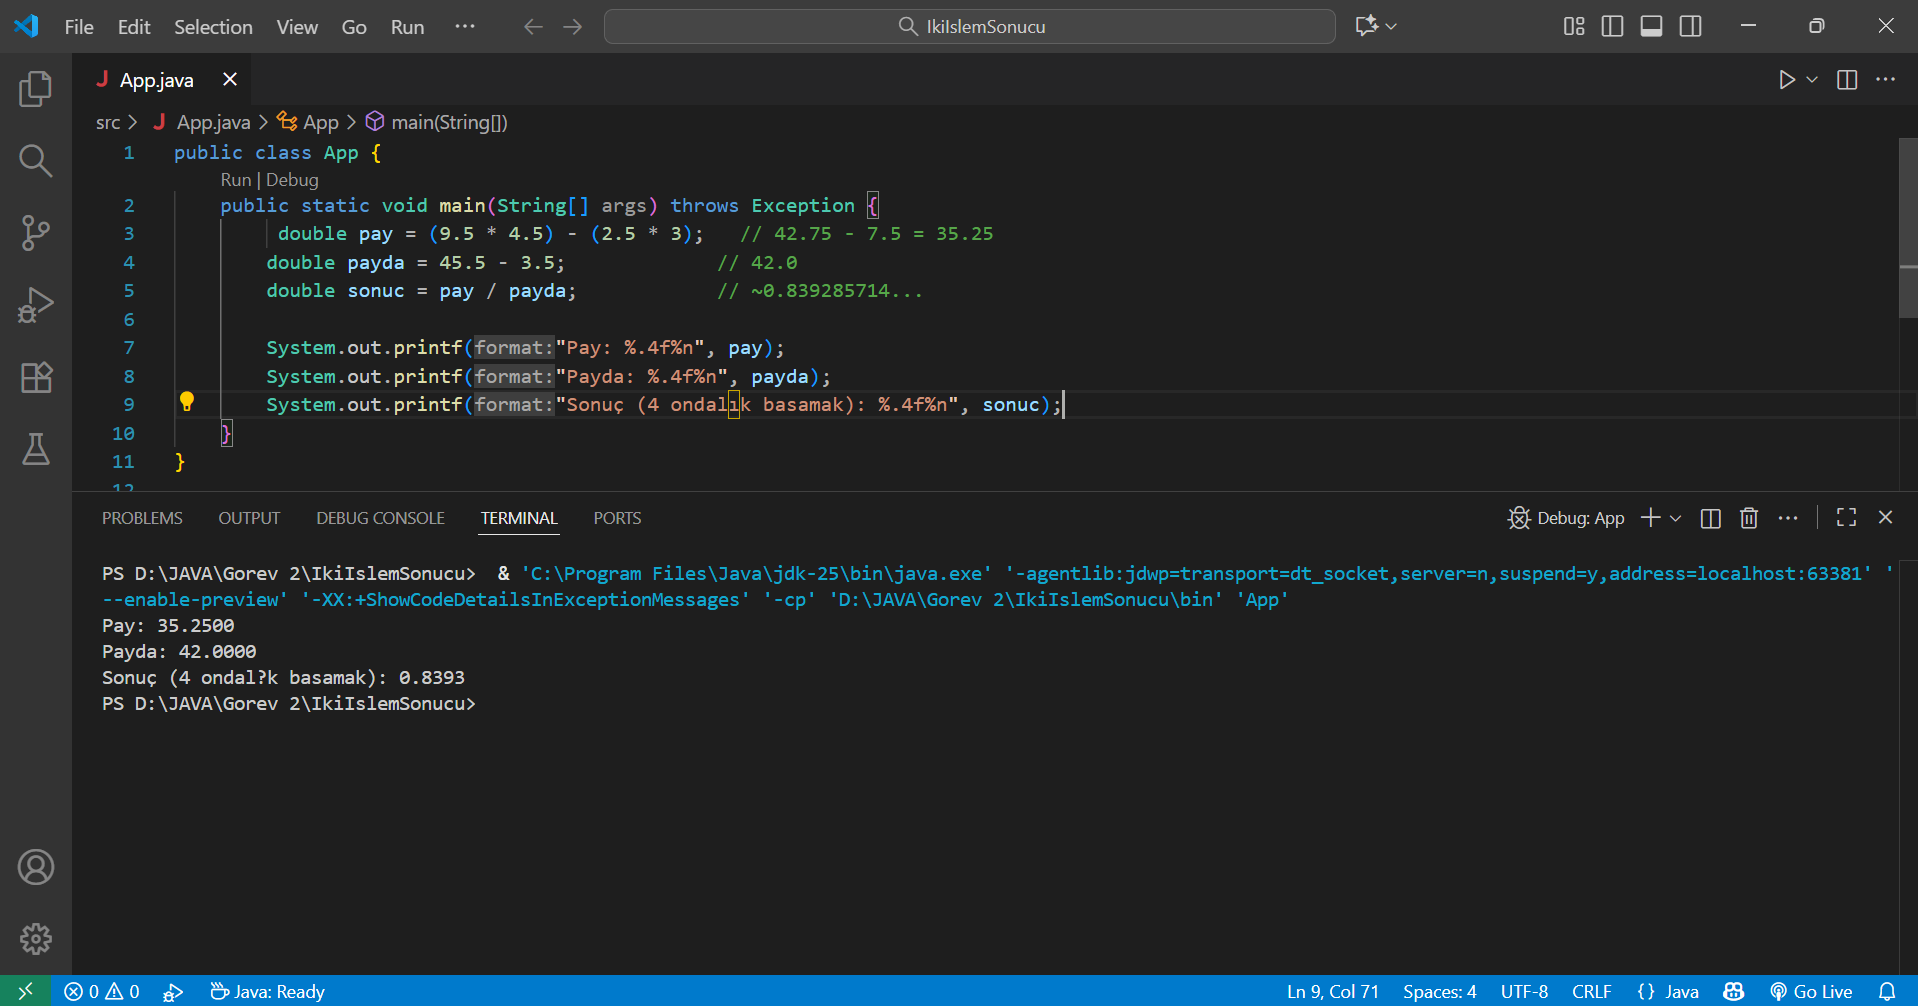 File Edit Selection View Go Run ··· IkiIslemSonucu
App.java
src > App.java > App > main(String[])
1 public class App {
Run | Debug
2 public static void main(String[] args) throws Exception {
3 double pay = (9.5 * 4.5) - (2.5 * 3); // 42.75 - 7.5 = 35.25
4 double payda = 45.5 - 3.5; // 42.0
5 double sonuc = pay / payda; // ~0.839285714...
6
7 System.out.printf(format:"Pay: %.4f%n", pay);
8 System.out.printf(format:"Payda: %.4f%n", payda);
9 System.out.printf(format:"Sonuç (4 ondalık basamak): %.4f%n", sonuc);
10 }
11 }
12
PROBLEMS OUTPUT DEBUG CONSOLE TERMINAL PORTS Debug: App
PS D:\JAVA\Gorev 2\IkiIslemSonucu> & 'C:\Program Files\Java\jdk-25\bin\java.exe' '-agentlib:jdwp=transport=dt_socket,server=n,suspend=y,address=localhost:63381' '
--enable-preview' '-XX:+ShowCodeDetailsInExceptionMessages' '-cp' 'D:\JAVA\Gorev 2\IkiIslemSonucu\bin' 'App'
Pay: 35.2500
Payda: 42.0000
Sonuç (4 ondal?k basamak): 0.8393
PS D:\JAVA\Gorev 2\IkiIslemSonucu>
0 0 Java: Ready Ln 9, Col 71 Spaces: 4 UTF-8 CRLF {} Java Go Live